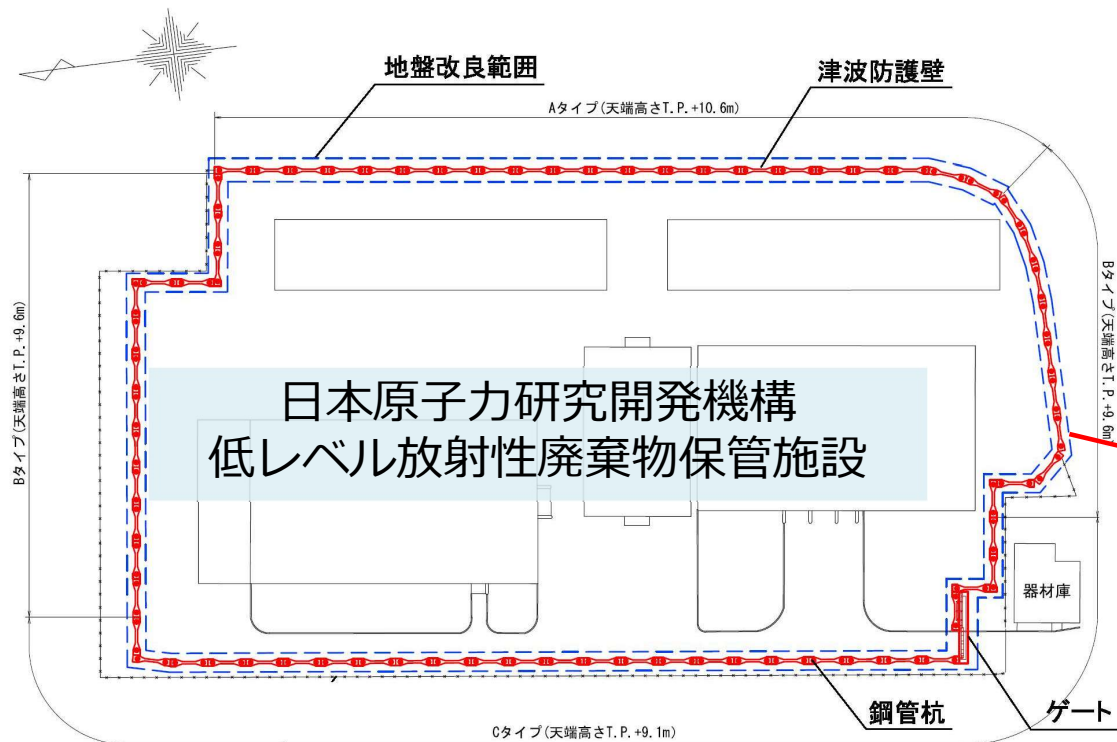 地盤改良範囲
津波防護壁
Aタイプ(天端高さT.P.+10.6m)
Bタイプ(天端高さT.P.+9.6m)
Bタイプ(天端高さT.P.+9.6m)
日本原子力研究開発機構
低レベル放射性廃棄物保管施設
器材庫
鋼管杭
ゲート
Cタイプ(天端高さT.P.+9.1m)